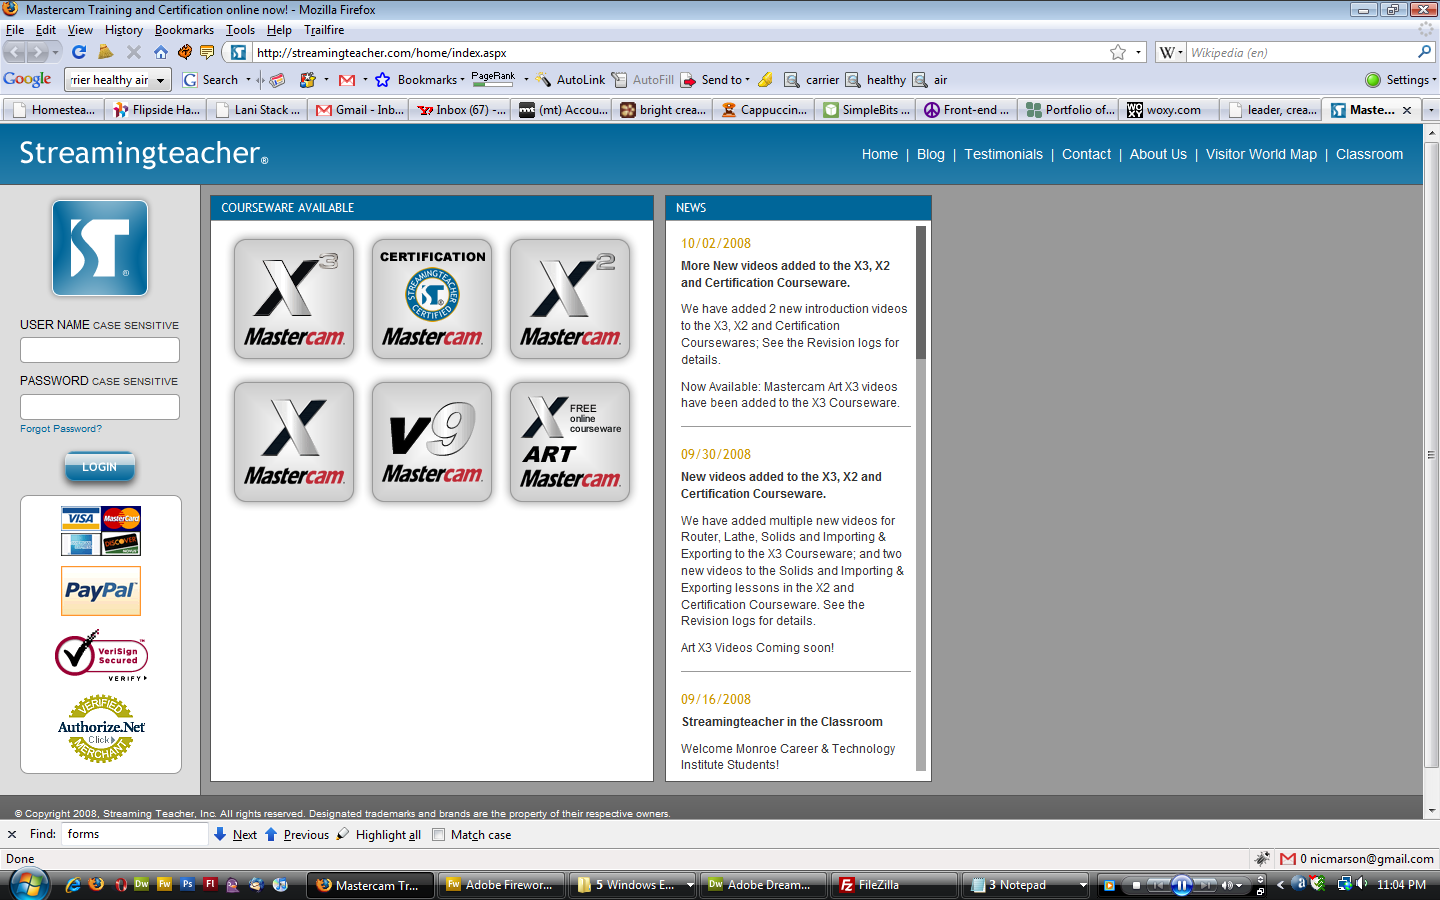 Mastercam Training and Certification online now! - Mozilla Firefox
File Edit View History Bookmarks Tools Help Trailfire
http://streamingteacher.com/home/index.aspx
W Wikipedia (en)
Google rrier healthy air G Search Bookmarks PageRank AutoLink AutoFill Send to carrier healthy air Settings
Homestea... Flipside Ha... Lani Stack ... Gmail - Inb... Inbox (67) -... (mt) Accou... bright crea... Cappuccin... SimpleBits ... Front-end ... Portfolio of... woxy.com leader, crea... Maste...
Streamingteacher®
Home | Blog | Testimonials | Contact | About Us | Visitor World Map | Classroom
ST®
USER NAME CASE SENSITIVE
PASSWORD CASE SENSITIVE
Forgot Password?
LOGIN
VISA MasterCard
DISCOVER
PayPal
VeriSign
Secured
VERIFY
VERIFIED
Authorize.Net
Click
MERCHANT
COURSEWARE AVAILABLE
X3
Mastercam.
CERTIFICATION
STREAMINGTEACHER
ST®
CERTIFIED
Mastercam.
X2
Mastercam.
X
Mastercam.
v9
Mastercam.
X
FREE
online
courseware
ART
Mastercam.
NEWS
10/02/2008
More New videos added to the X3, X2
and Certification Courseware.
We have added 2 new introduction videos
to the X3, X2 and Certification
Coursewares; See the Revision logs for
details.
Now Available: Mastercam Art X3 videos
have been added to the X3 Courseware.
09/30/2008
New videos added to the X3, X2 and
Certification Courseware.
We have added multiple new videos for
Router, Lathe, Solids and Importing &
Exporting to the X3 Courseware; and two
new videos to the Solids and Importing &
Exporting lessons in the X2 and
Certification Courseware. See the
Revision logs for details.
Art X3 Videos Coming soon!
09/16/2008
Streamingteacher in the Classroom
Welcome Monroe Career & Technology
Institute Students!
© Copyright 2008, Streaming Teacher, Inc. All rights reserved. Designated trademarks and brands are the property of their respective owners.
Find: forms Next Previous Highlight all Match case
Done
0 nicmarson@gmail.com
Mastercam Tr... Adobe Firewor... 5 Windows E... Adobe Dream... FileZilla 3 Notepad 11:04 PM